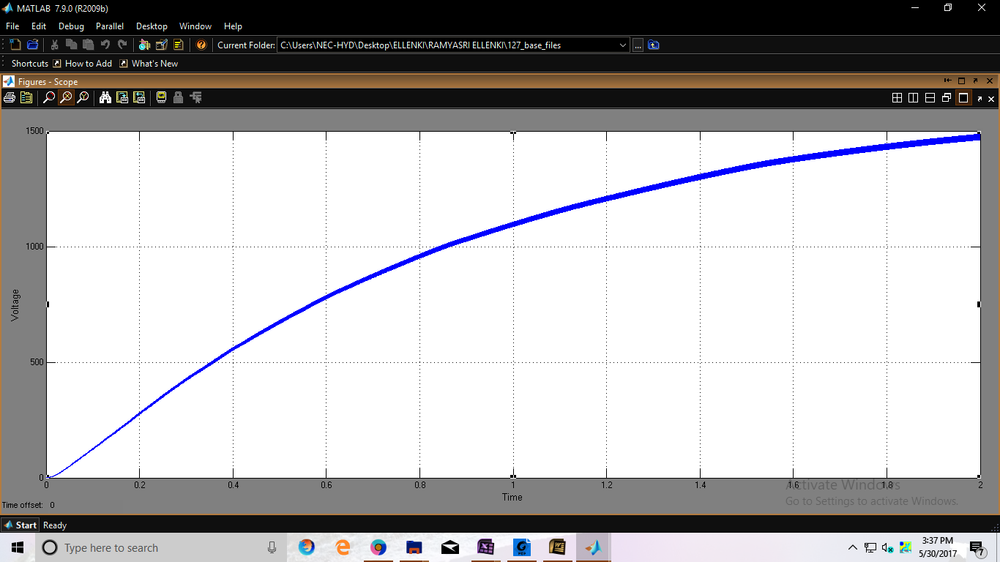 MATLAB 7.9.0 (R2009b)
File Edit Debug Parallel Desktop Window Help
Current Folder: C:\Users\NEC-HYD\Desktop\ELLENKI\RAMYASRI ELLENKI\127_base_files ...
Shortcuts How to Add What's New
Figures - Scope
1500
1000
500
0
Voltage
0 0.2 0.4 0.6 0.8 1 1.2 1.4 1.6 1.8 2
Time
Time offset: 0
Activate Windows
Go to Settings to activate Windows.
Start Ready
Type here to search
3:37 PM
5/30/2017
7